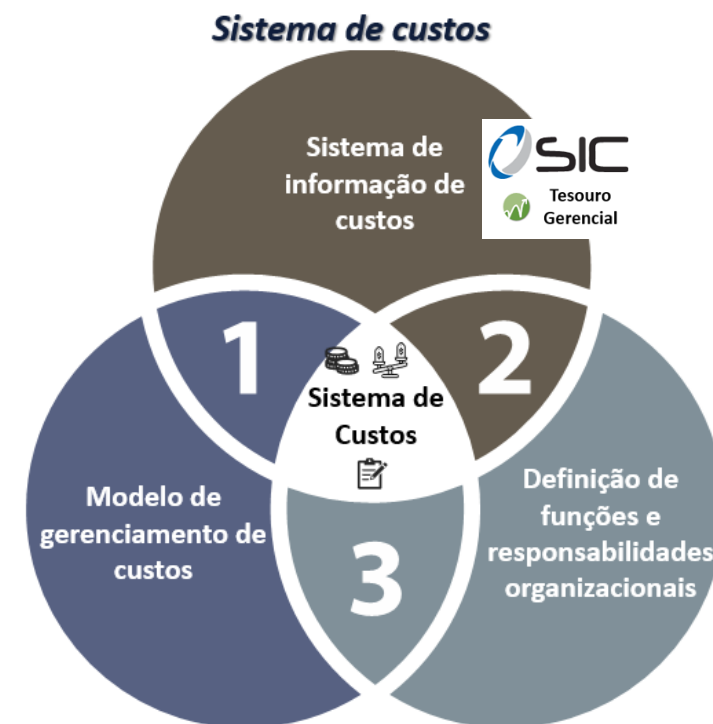 Sistema de custos
Sistema de
informação de
custos
SIC
Tesouro
Gerencial
1
2
Sistema de
Custos
Modelo de
gerenciamento de
custos
Definição de
funções e
responsabilidades
organizacionais
3